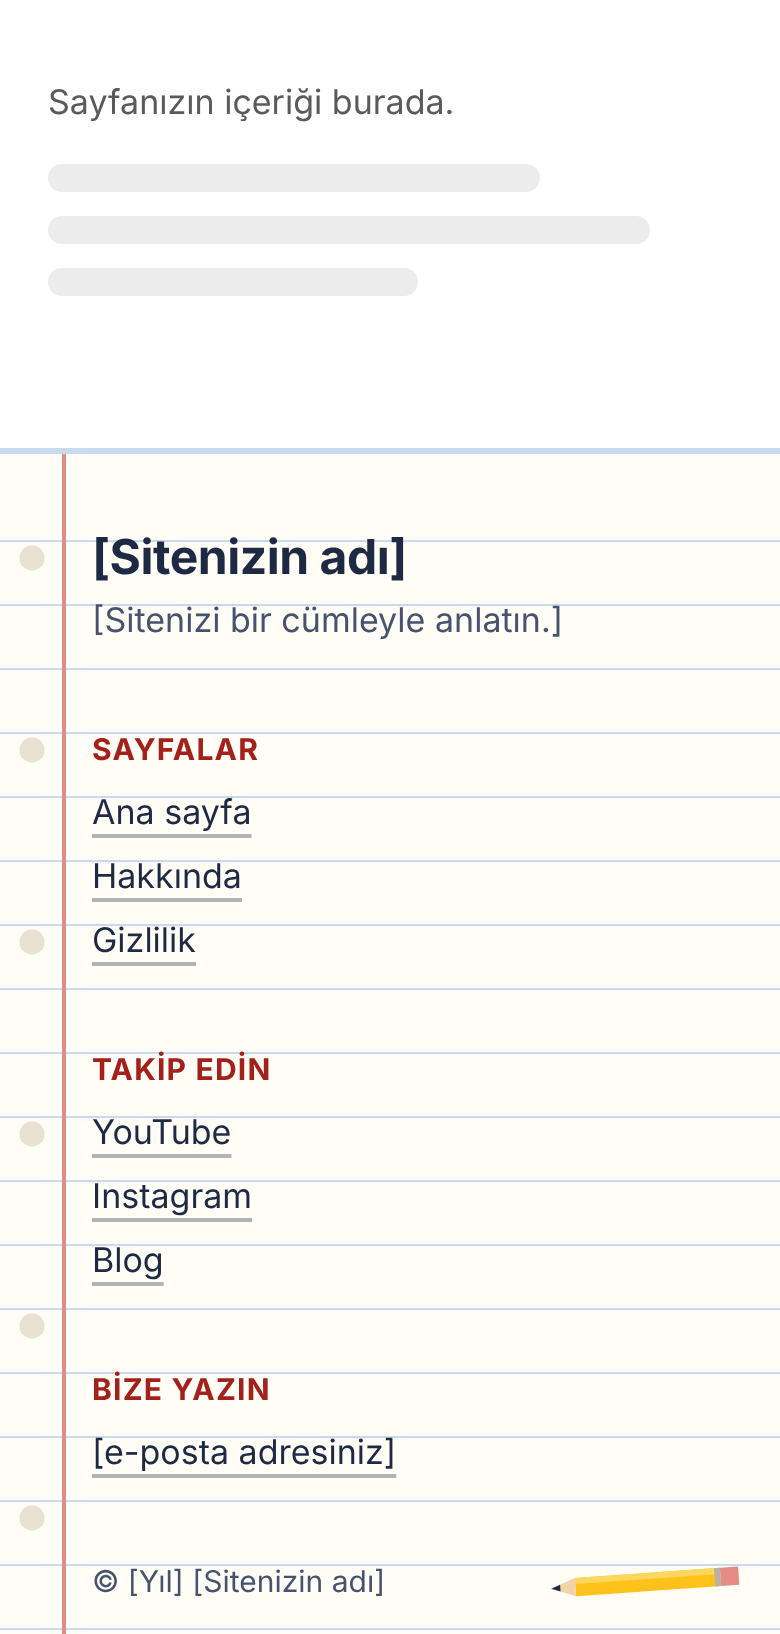 Sayfanızın içeriği burada.
[Sitenizin adı]
[Sitenizi bir cümleyle anlatın.]
SAYFALAR
Ana sayfa
Hakkında
Gizlilik
TAKİP EDİN
YouTube
Instagram
Blog
BİZE YAZIN
[e-posta adresiniz]
© [Yıl] [Sitenizin adı]